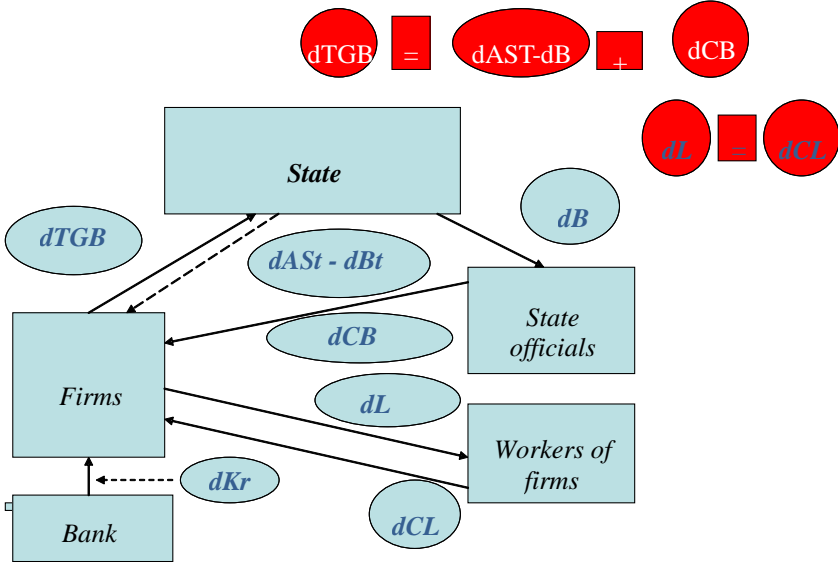 dTGB = dAST-dB + dCB
dL = dCL
State
dB
dTGB
dASt - dBt
State
officials
dCB
Firms
dL
Workers of
firms
dKr
dCL
Bank